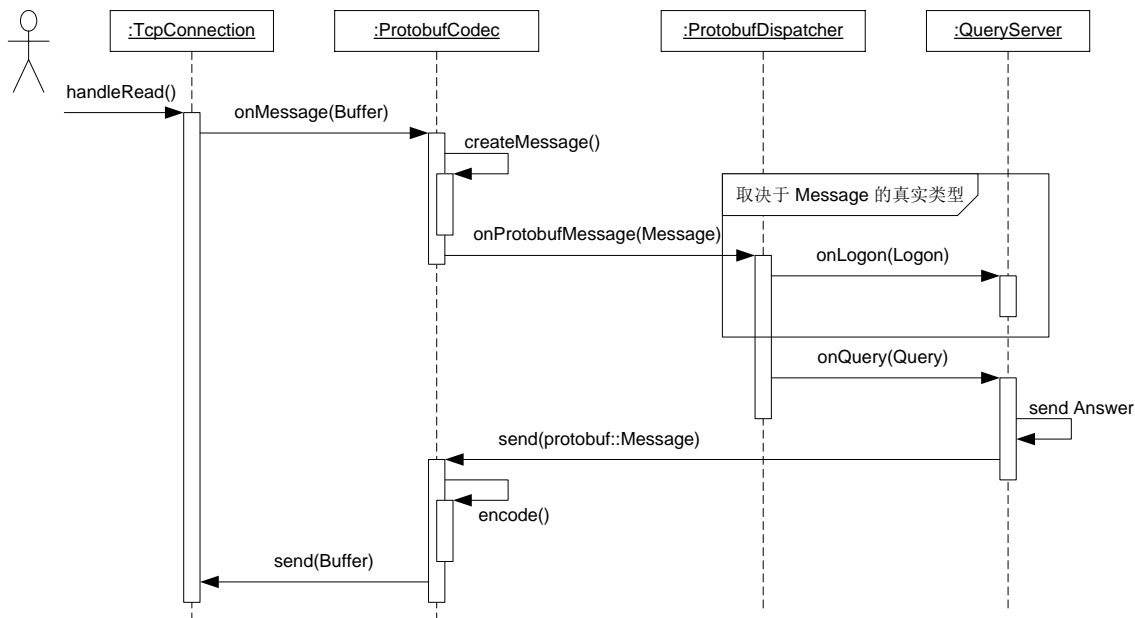 :TcpConnection
:ProtobufCodec
:ProtobufDispatcher
:QueryServer
handleRead()
onMessage(Buffer)
createMessage()
取决于 Message 的真实类型
onProtobufMessage(Message)
onLogon(Logon)
onQuery(Query)
send Answer
send(protobuf::Message)
encode()
send(Buffer)